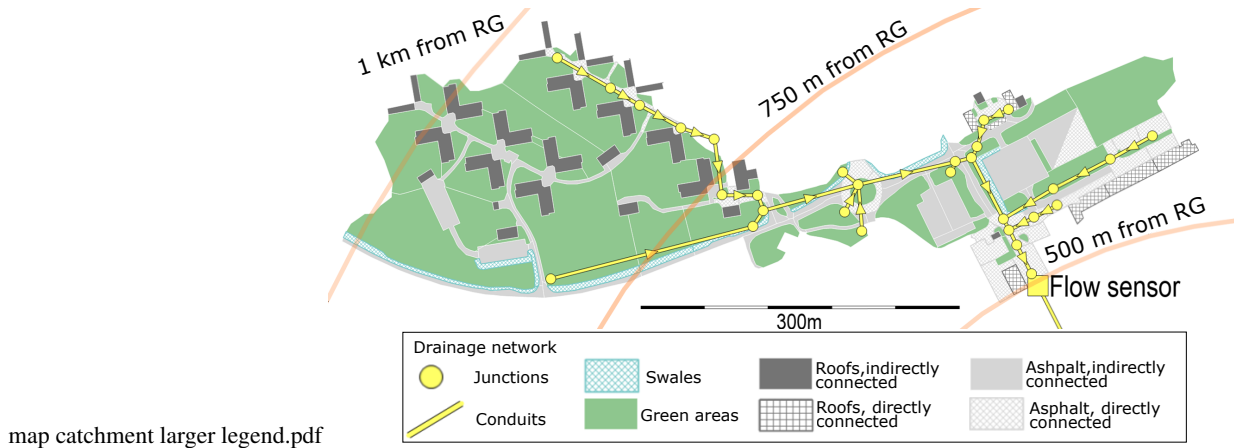 1 km from RG
750 m from RG
500 m from RG
Flow sensor
300m
Drainage network
Junctions
Swales
Roofs,indirectly
connected
Ashpalt,indirectly
connected
Conduits
Green areas
Roofs, directly
connected
Asphalt, directly
connected
map catchment larger legend.pdf